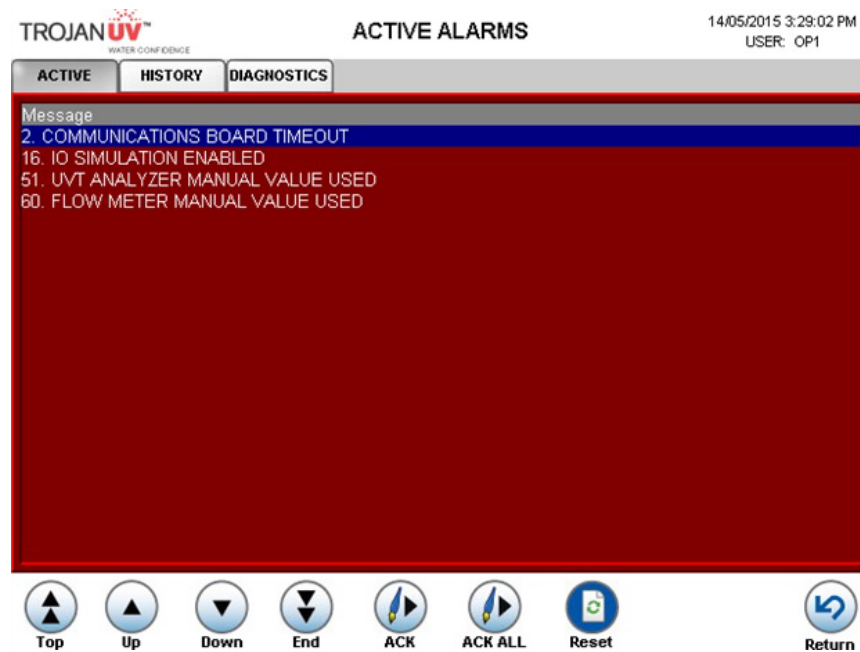 TROJAN UV™
WATER CONFIDENCE
ACTIVE ALARMS
14/05/2015 3:29:02 PM
USER: OP1
ACTIVE
HISTORY
DIAGNOSTICS
Message
2. COMMUNICATIONS BOARD TIMEOUT
16. IO SIMULATION ENABLED
51. UVT ANALYZER MANUAL VALUE USED
60. FLOW METER MANUAL VALUE USED
Top
Up
Down
End
ACK
ACK ALL
Reset
Return